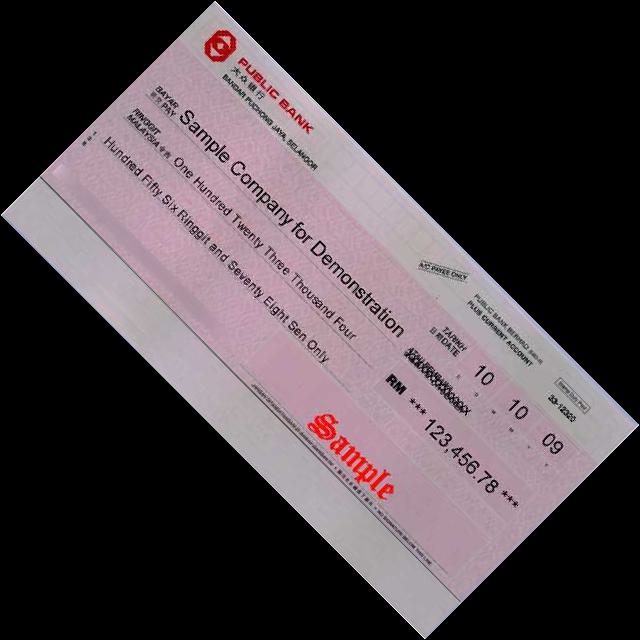 PUBLIC BANK
大众银行
BANDAR PUCHONG JAYA, SELANGOR
A/C PAYEE ONLY
PUBLIC BANK BERHAD
PLUS CURRENT ACCOUNT
TARIKH
DATE
10 10 09
BAYAR
PAY
Sample Company for Demonstration
RINGGIT
MALAYSIA
One Hundred Twenty Three Thousand Four
Hundred Fifty Six Ringgit and Seventy Eight Sen Only
RM
*** 123,456.78 ***
Sample